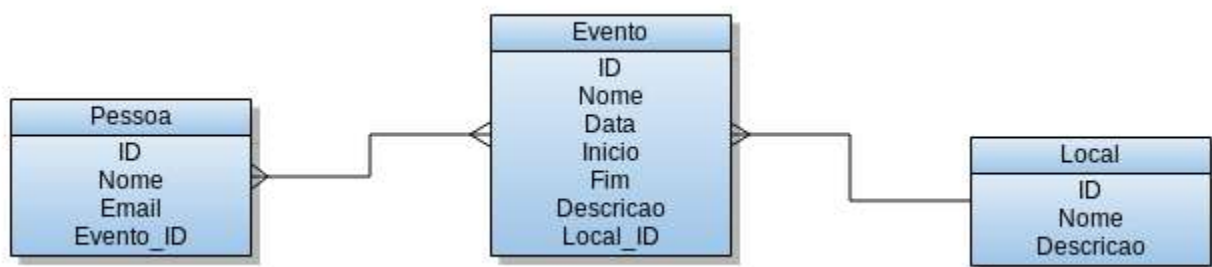 Pessoa
ID
Nome
Email
Evento_ID
Evento
ID
Nome
Data
Inicio
Fim
Descricao
Local_ID
Local
ID
Nome
Descricao